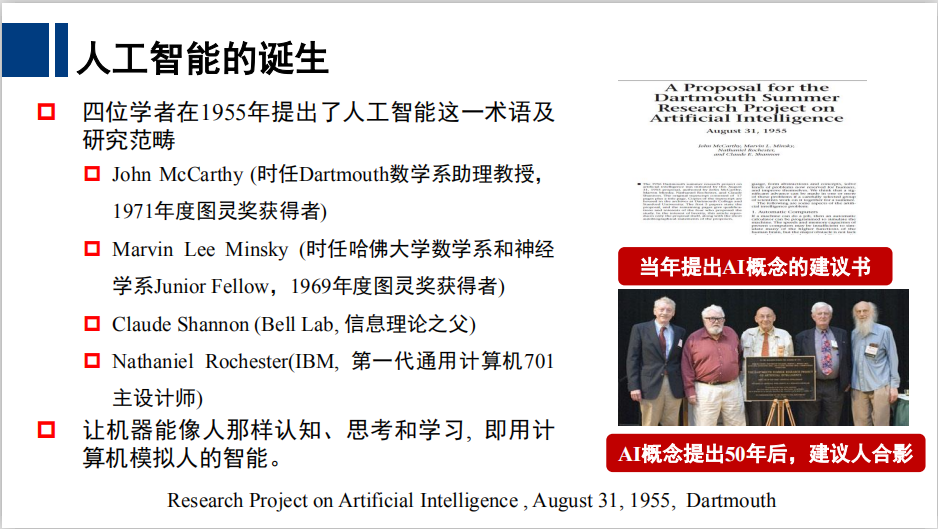 人工智能的诞生
四位学者在1955年提出了人工智能这一术语及
研究范畴
John McCarthy (时任Dartmouth数学系助理教授，
1971年度图灵奖获得者)
Marvin Lee Minsky (时任哈佛大学数学系和神经
学系Junior Fellow，1969年度图灵奖获得者)
Claude Shannon (Bell Lab, 信息理论之父)
Nathaniel Rochester(IBM, 第一代通用计算机701
主设计师)
让机器能像人那样认知、思考和学习, 即用计
算机模拟人的智能。
A Proposal for the
Dartmouth Summer
Research Project on
Artificial Intelligence
August 31, 1955
John McCarthy, Marvin L. Minsky,
Nathaniel Rochester,
and Claude E. Shannon
当年提出AI概念的建议书
AI概念提出50年后，建议人合影
Research Project on Artificial Intelligence , August 31, 1955, Dartmouth